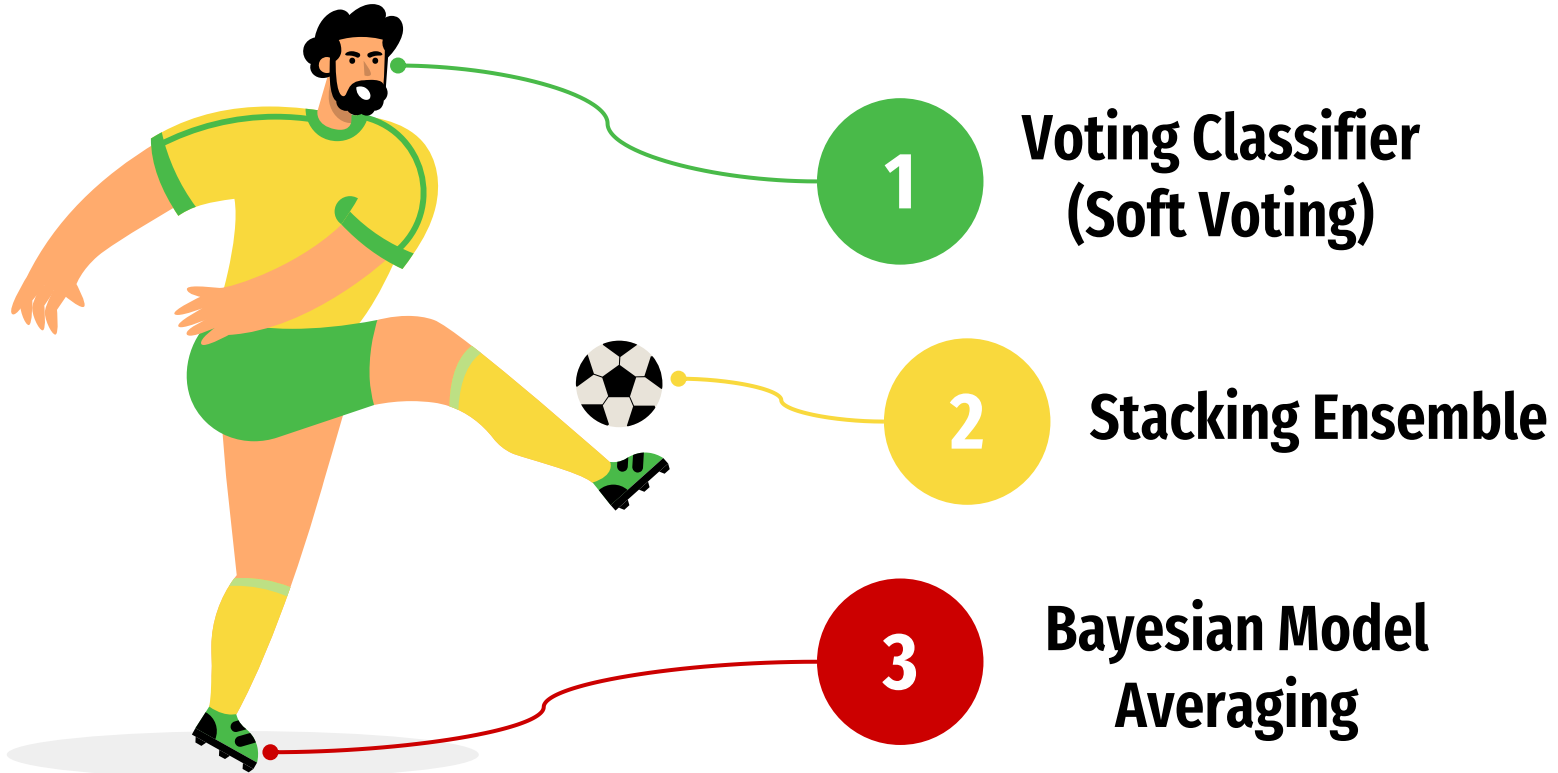 1
Voting Classifier
(Soft Voting)
2
Stacking Ensemble
3
Bayesian Model
Averaging